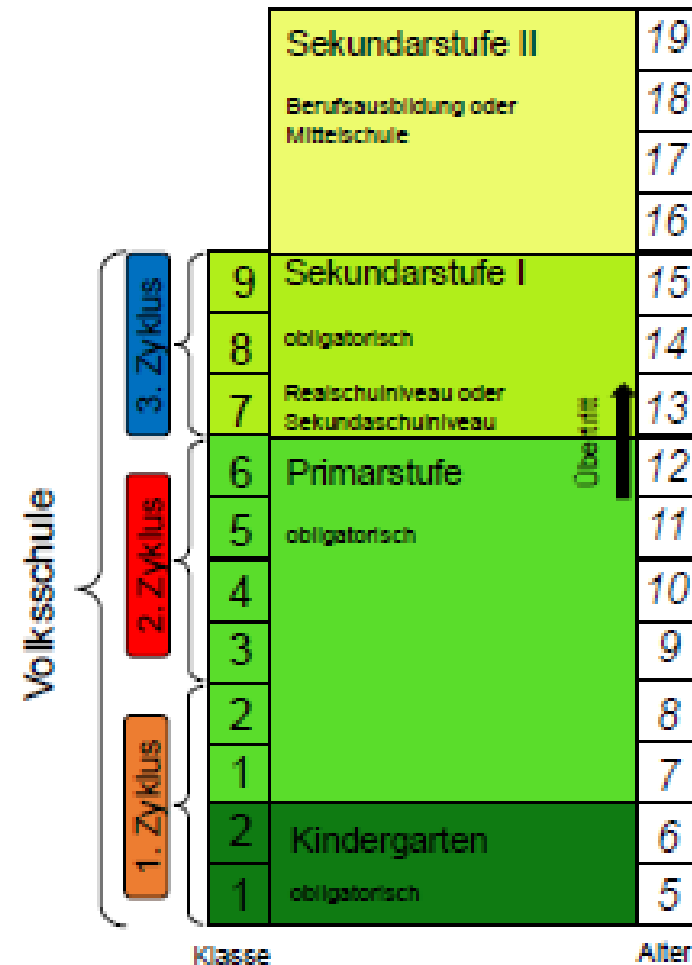 Sekundarstufe II
19
Berufsausbildung oder
18
Mittelschule
17
16
9
Sekundarstufe I
15
8
obligatorisch
14
7
Realschulniveau oder
Sekundaschulniveau
13
6
Primarstufe
12
5
obligatorisch
11
4
10
3
9
2
8
1
7
2
Kindergarten
6
1
obligatorisch
5
Übertritt
3. Zyklus
2. Zyklus
1. Zyklus
Volksschule
Klasse
Alter